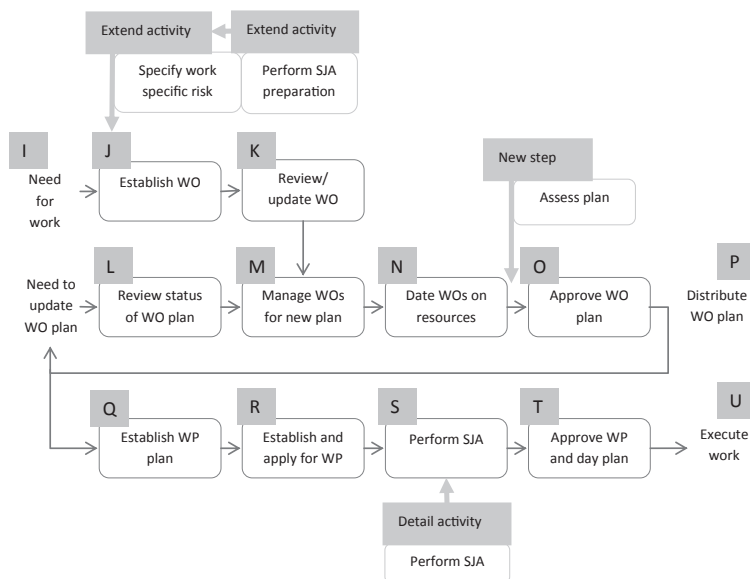 Extend activity
Extend activity
Specify work
specific risk
Perform SJA
preparation
I
J
K
New step
Need
for
work
Establish WO
Review/
update WO
Assess plan
L
M
N
O
P
Need to
update
WO plan
Review status
of WO plan
Manage WOs
for new plan
Date WOs on
resources
Approve WO
plan
Distribute
WO plan
Q
R
S
T
U
Establish WP
plan
Establish and
apply for WP
Perform SJA
Approve WP
and day plan
Execute
work
Detail activity
Perform SJA